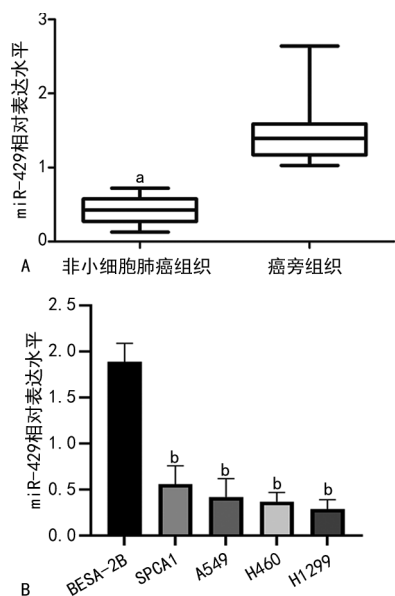 3
2
1
0
miR-429相对表达水平
a
A
非小细胞肺癌组织
癌旁组织
2.5
2.0
1.5
1.0
0.5
0.0
miR-429相对表达水平
b
b
b
b
BESA-2B
SPCA1
A549
H460
H1299
B